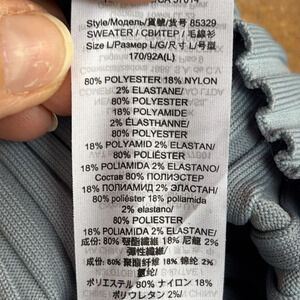 CA 57014
Style/Модель/貨號/货号 85329
SWEATER / СВИТЕР / 毛線衫
Size L/Размер L/G/尺寸 L/号型
170/92A(L)
80% POLYESTER 18% NYLON
2% ELASTANE/
80% POLYESTER
18% POLYAMIDE
2% ÉLASTHANNE/
80% POLYESTER
18% POLYAMID 2% ELASTAN/
80% POLIÉSTER
18% POLIAMIDA 2% ELASTANO/
Состав 80% ПОЛИЭСТЕР
18% ПОЛИАМИД 2% ЭЛАСТАН/
80% poliéster 18% poliamida
2% elastano/
80% POLIESTER
18% POLIAMIDA 2% ELASTANO/
成份: 80% 聚酯纖維 18% 尼龍 2%
彈性纖維/
成份: 80% 聚酯纤维 18% 锦纶 2%
氨纶/
ポリエステル 80% ナイロン 18%
ポリウレタン 2%/